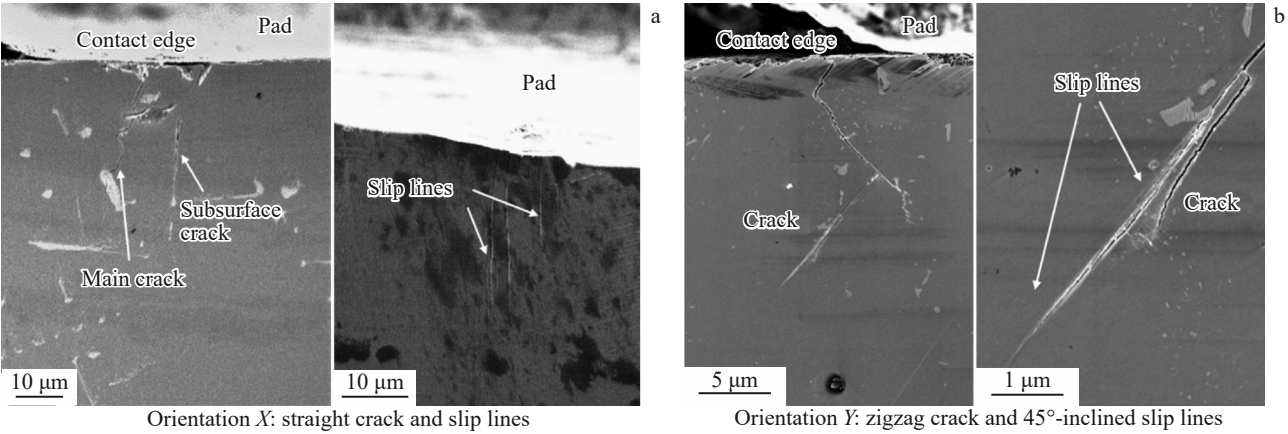 a
Pad
Contact edge
Subsurface
crack
Main crack
10 μm
Pad
Slip lines
10 μm
Orientation X: straight crack and slip lines
b
Pad
Contact edge
Crack
5 μm
Slip lines
Crack
1 μm
Orientation Y: zigzag crack and 45°-inclined slip lines